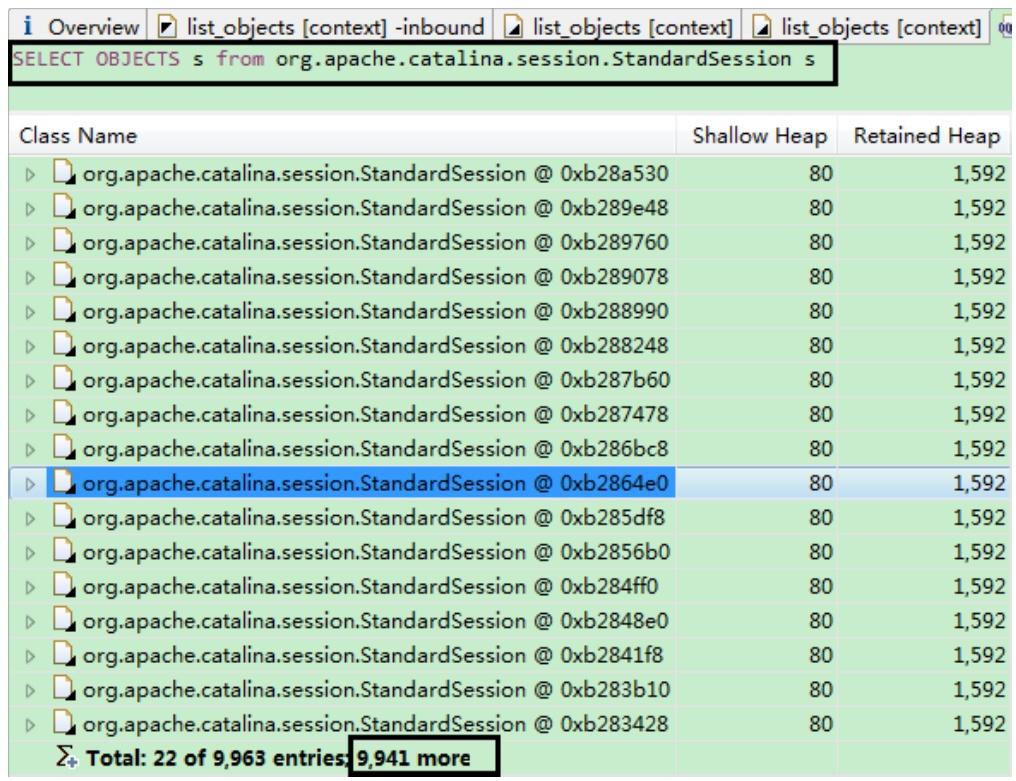 i Overview list_objects [context] -inbound list_objects [context] list_objects [context]
SELECT OBJECTS s from org.apache.catalina.session.StandardSession s
Class Name Shallow Heap Retained Heap
org.apache.catalina.session.StandardSession @ 0xb28a530 80 1,592
org.apache.catalina.session.StandardSession @ 0xb289e48 80 1,592
org.apache.catalina.session.StandardSession @ 0xb289760 80 1,592
org.apache.catalina.session.StandardSession @ 0xb289078 80 1,592
org.apache.catalina.session.StandardSession @ 0xb288990 80 1,592
org.apache.catalina.session.StandardSession @ 0xb288248 80 1,592
org.apache.catalina.session.StandardSession @ 0xb287b60 80 1,592
org.apache.catalina.session.StandardSession @ 0xb287478 80 1,592
org.apache.catalina.session.StandardSession @ 0xb286bc8 80 1,592
org.apache.catalina.session.StandardSession @ 0xb2864e0 80 1,592
org.apache.catalina.session.StandardSession @ 0xb285df8 80 1,592
org.apache.catalina.session.StandardSession @ 0xb2856b0 80 1,592
org.apache.catalina.session.StandardSession @ 0xb284ff0 80 1,592
org.apache.catalina.session.StandardSession @ 0xb2848e0 80 1,592
org.apache.catalina.session.StandardSession @ 0xb2841f8 80 1,592
org.apache.catalina.session.StandardSession @ 0xb283b10 80 1,592
org.apache.catalina.session.StandardSession @ 0xb283428 80 1,592
Total: 22 of 9,963 entries; 9,941 more